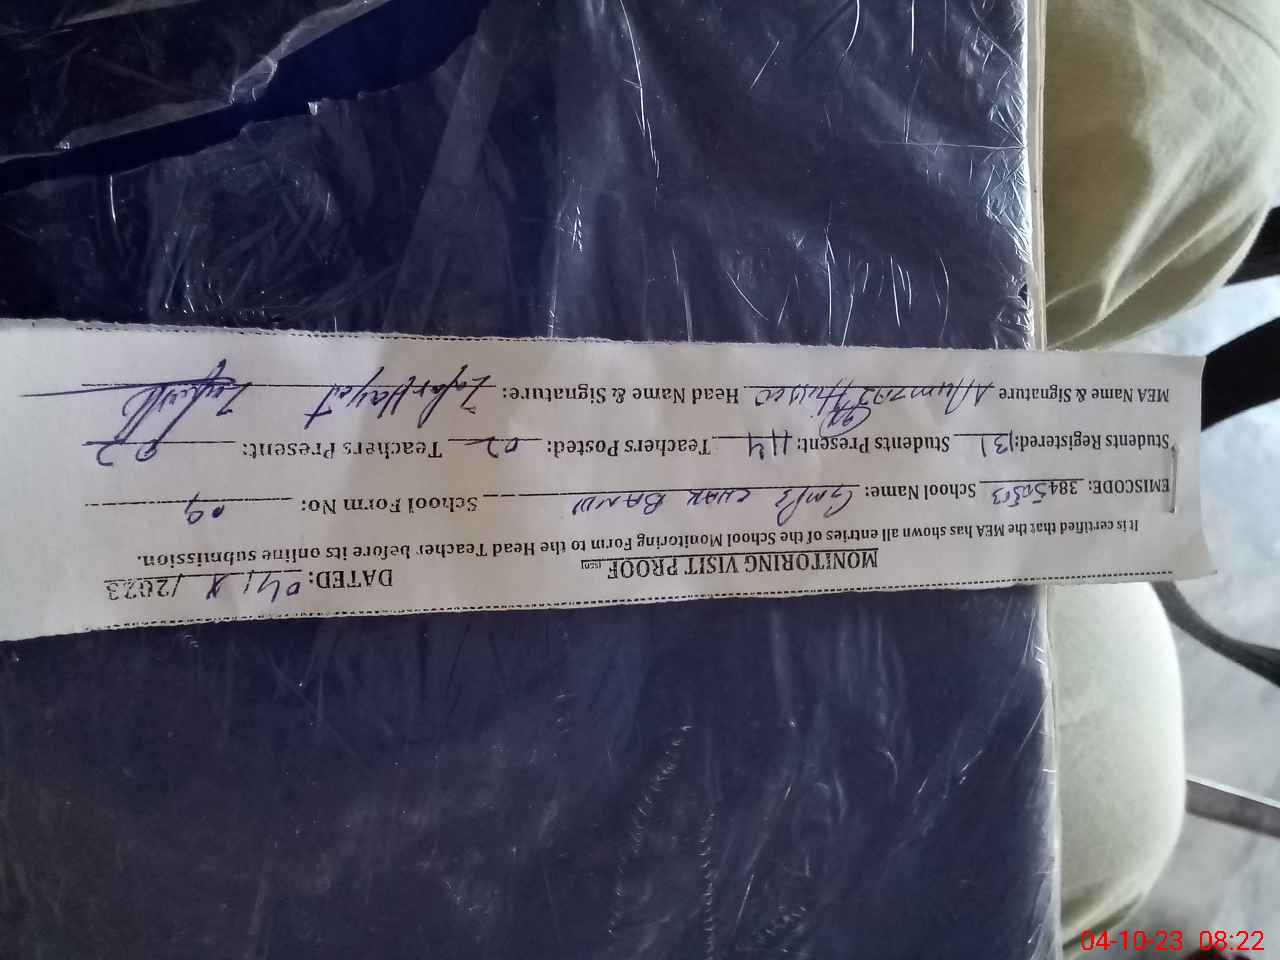 MONITORING VISIT PROOF (SED) DATED: 04/ X /2023
It is certified that the MEA has shown all entries of the School Monitoring Form to the Head Teacher before its online submission.
EMISCODE: 38450503 School Name: GMPS CHAK BANDI School Form No: 09
Students Registered: 131 Students Present: 114 Teachers Posted: 02 Teachers Present: 02
MEA Name & Signature Head Name & Signature: Zafar Hayat
04-10-23 08:22